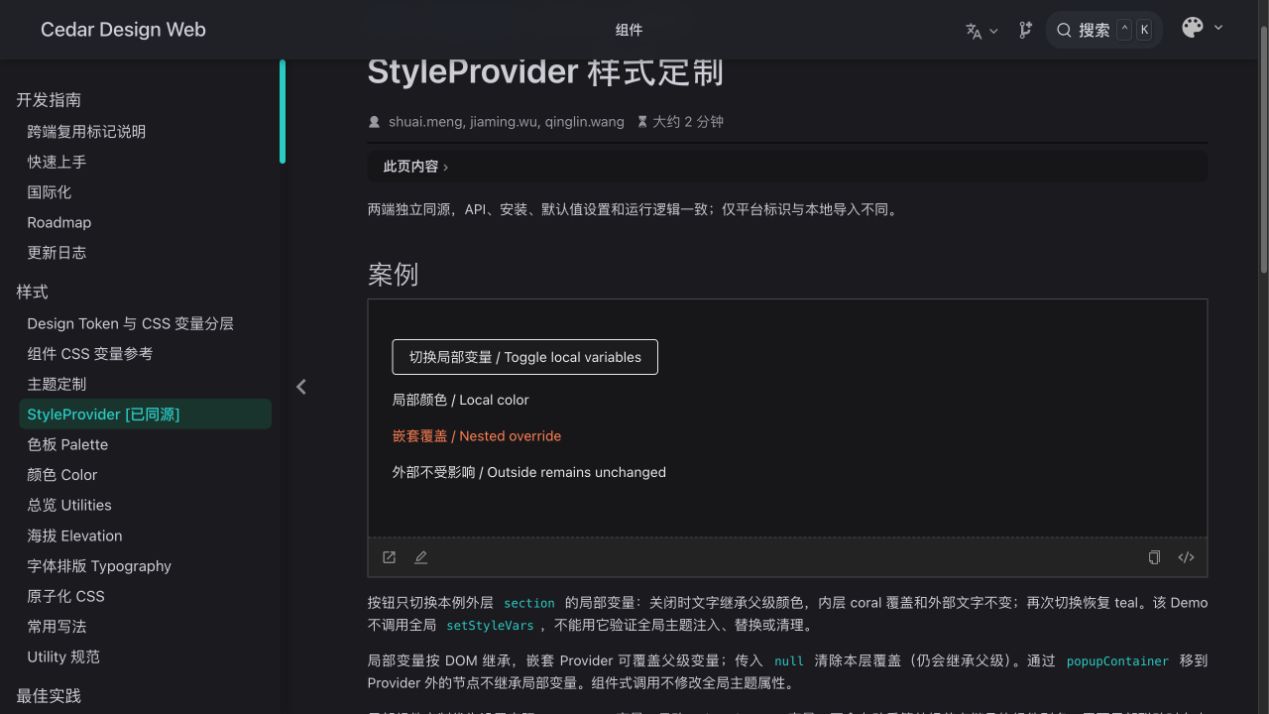 Cedar Design Web
组件
搜索 ^ K
开发指南
跨端复用标记说明
快速上手
国际化
Roadmap
更新日志
样式
Design Token 与 CSS 变量分层
组件 CSS 变量参考
主题定制
StyleProvider [已同源]
色板 Palette
颜色 Color
总览 Utilities
海拔 Elevation
字体排版 Typography
原子化 CSS
常用写法
Utility 规范
最佳实践
StyleProvider 样式定制
shuai.meng, jiaming.wu, qinglin.wang 大约 2 分钟
此页内容 ›
两端独立同源，API、安装、默认值设置和运行逻辑一致；仅平台标识与本地导入不同。
案例
切换局部变量 / Toggle local variables
局部颜色 / Local color
嵌套覆盖 / Nested override
外部不受影响 / Outside remains unchanged
按钮只切换本例外层 section 的局部变量：关闭时文字继承父级颜色，内层 coral 覆盖和外部文字不变；再次切换恢复 teal。该 Demo
不调用全局 setStyleVars ，不能用它验证全局主题注入、替换或清理。
局部变量按 DOM 继承，嵌套 Provider 可覆盖父级变量；传入 null 清除本层覆盖（仍会继承父级）。通过 popupContainer 移到
Provider 外的节点不继承局部变量。组件式调用不修改全局主题属性。